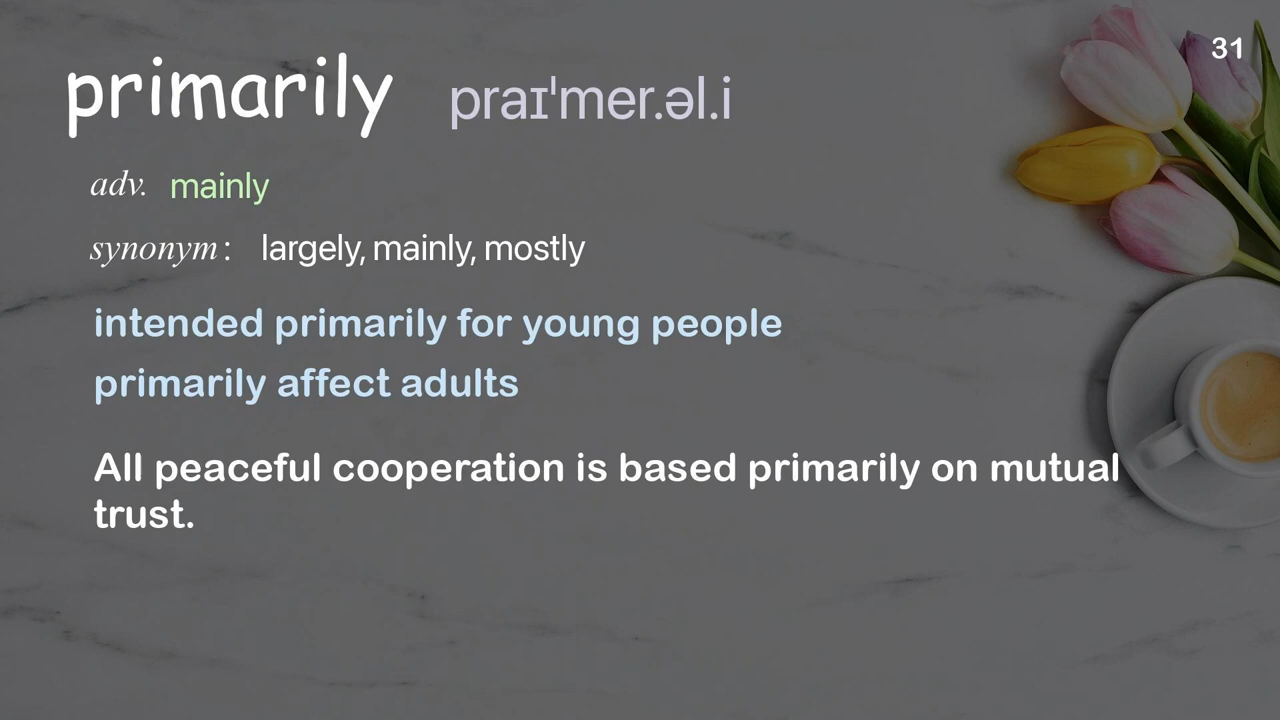 31
primarily praɪˈmer.əl.i
adv. mainly
synonym: largely, mainly, mostly
intended primarily for young people
primarily affect adults
All peaceful cooperation is based primarily on mutual
trust.